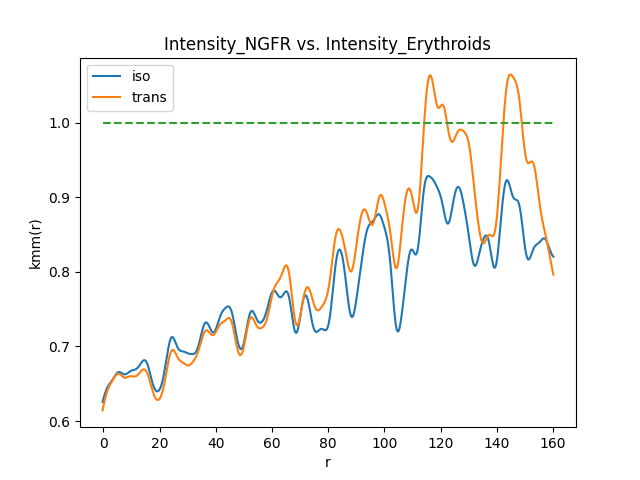 Intensity_NGFR vs. Intensity_Erythroids
iso
trans
kmm(r)
1.0
0.9
0.8
0.7
0.6
0 20 40 60 80 100 120 140 160
r